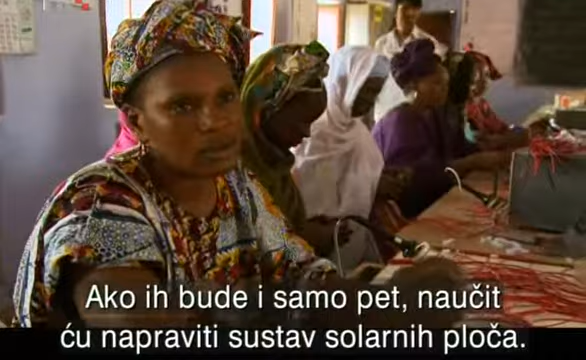 Ako ih bude i samo pet, naučit
ću napraviti sustav solarnih ploča.